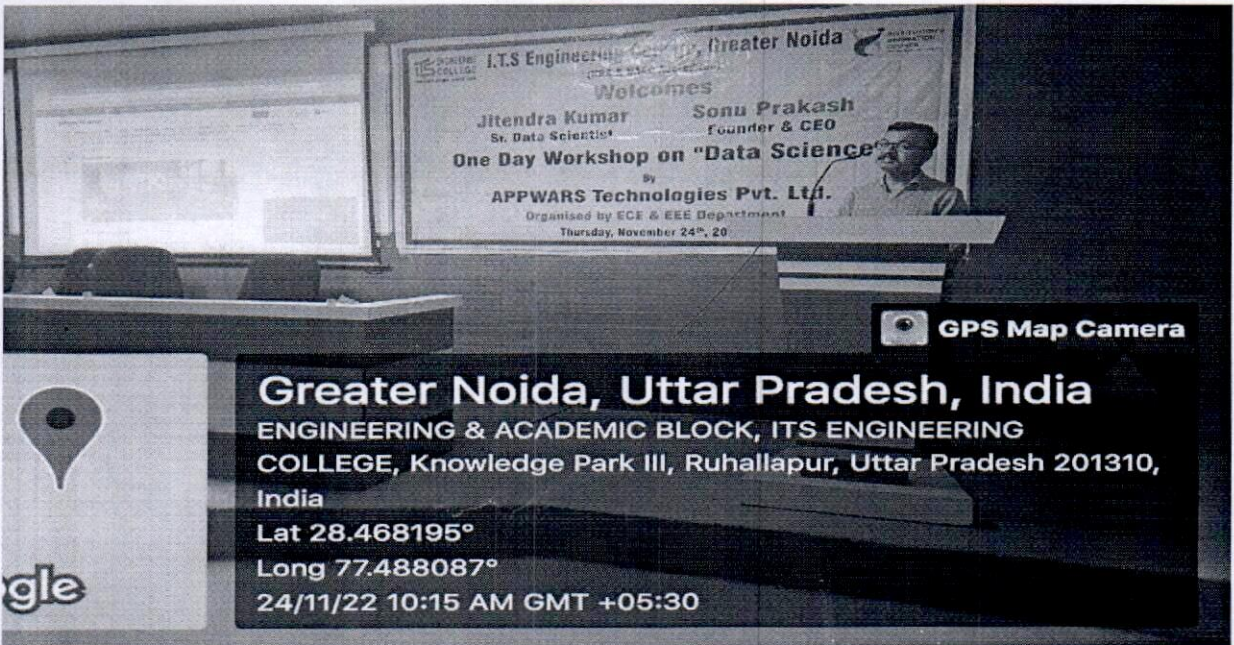 I.T.S Engineering College, Greater Noida
Welcomes
Jitendra Kumar
Sr. Data Scientist
Sonu Prakash
Founder & CEO
One Day Workshop on "Data Science"
By
APPWARS Technologies Pvt. Ltd.
Organised by ECE & EEE Department
Thursday, November 24th, 20
GPS Map Camera
Greater Noida, Uttar Pradesh, India
ENGINEERING & ACADEMIC BLOCK, ITS ENGINEERING
COLLEGE, Knowledge Park III, Ruhallapur, Uttar Pradesh 201310,
India
Lat 28.468195°
Long 77.488087°
24/11/22 10:15 AM GMT +05:30
ogle